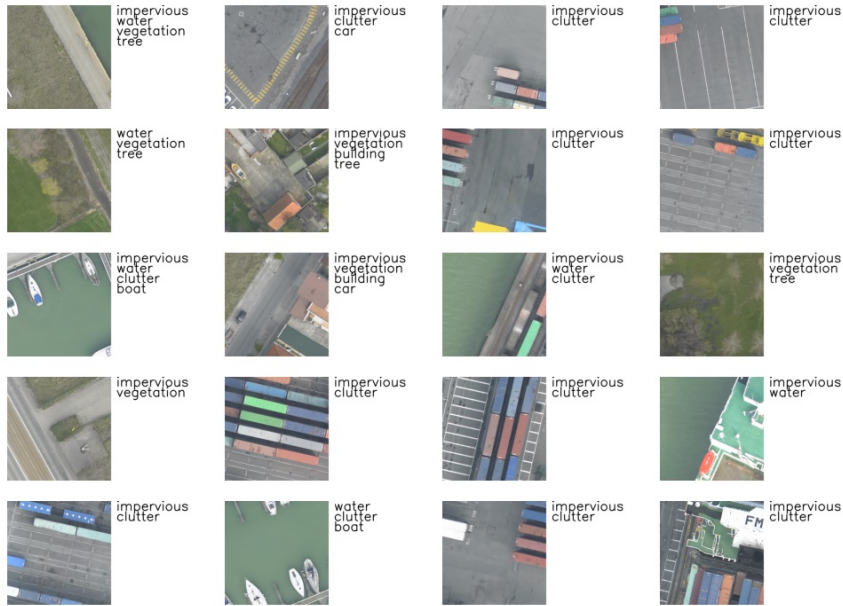 impervious
water
vegetation
tree
impervious
clutter
car
impervious
clutter
impervious
clutter
water
vegetation
tree
impervious
vegetation
building
tree
impervious
clutter
impervious
clutter
impervious
water
clutter
boat
impervious
vegetation
building
car
impervious
water
clutter
impervious
vegetation
tree
impervious
vegetation
impervious
clutter
impervious
clutter
impervious
water
impervious
clutter
water
clutter
boat
impervious
clutter
FM
impervious
clutter